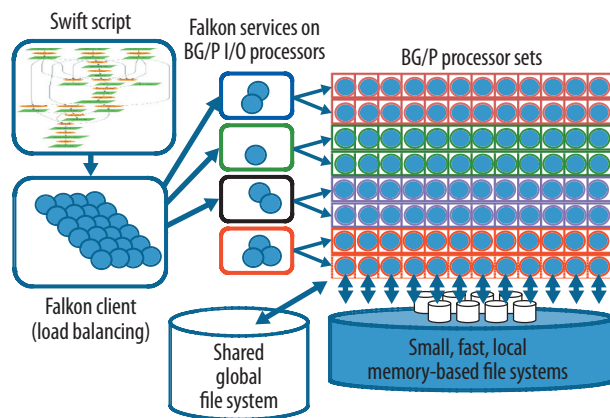 Swift script
Falkon services on
BG/P I/O processors
BG/P processor sets
Falkon client
(load balancing)
Shared
global
file system
Small, fast, local
memory-based file systems